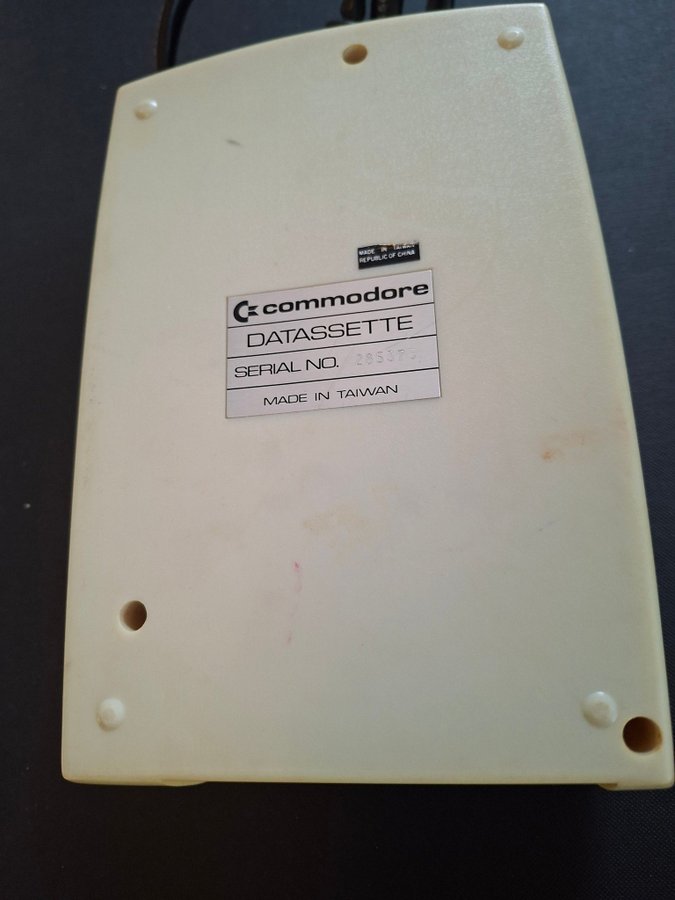 MADE IN TAIWAN
REPUBLIC OF CHINA
commodore
DATASSETTE
SERIAL NO.
MADE IN TAIWAN